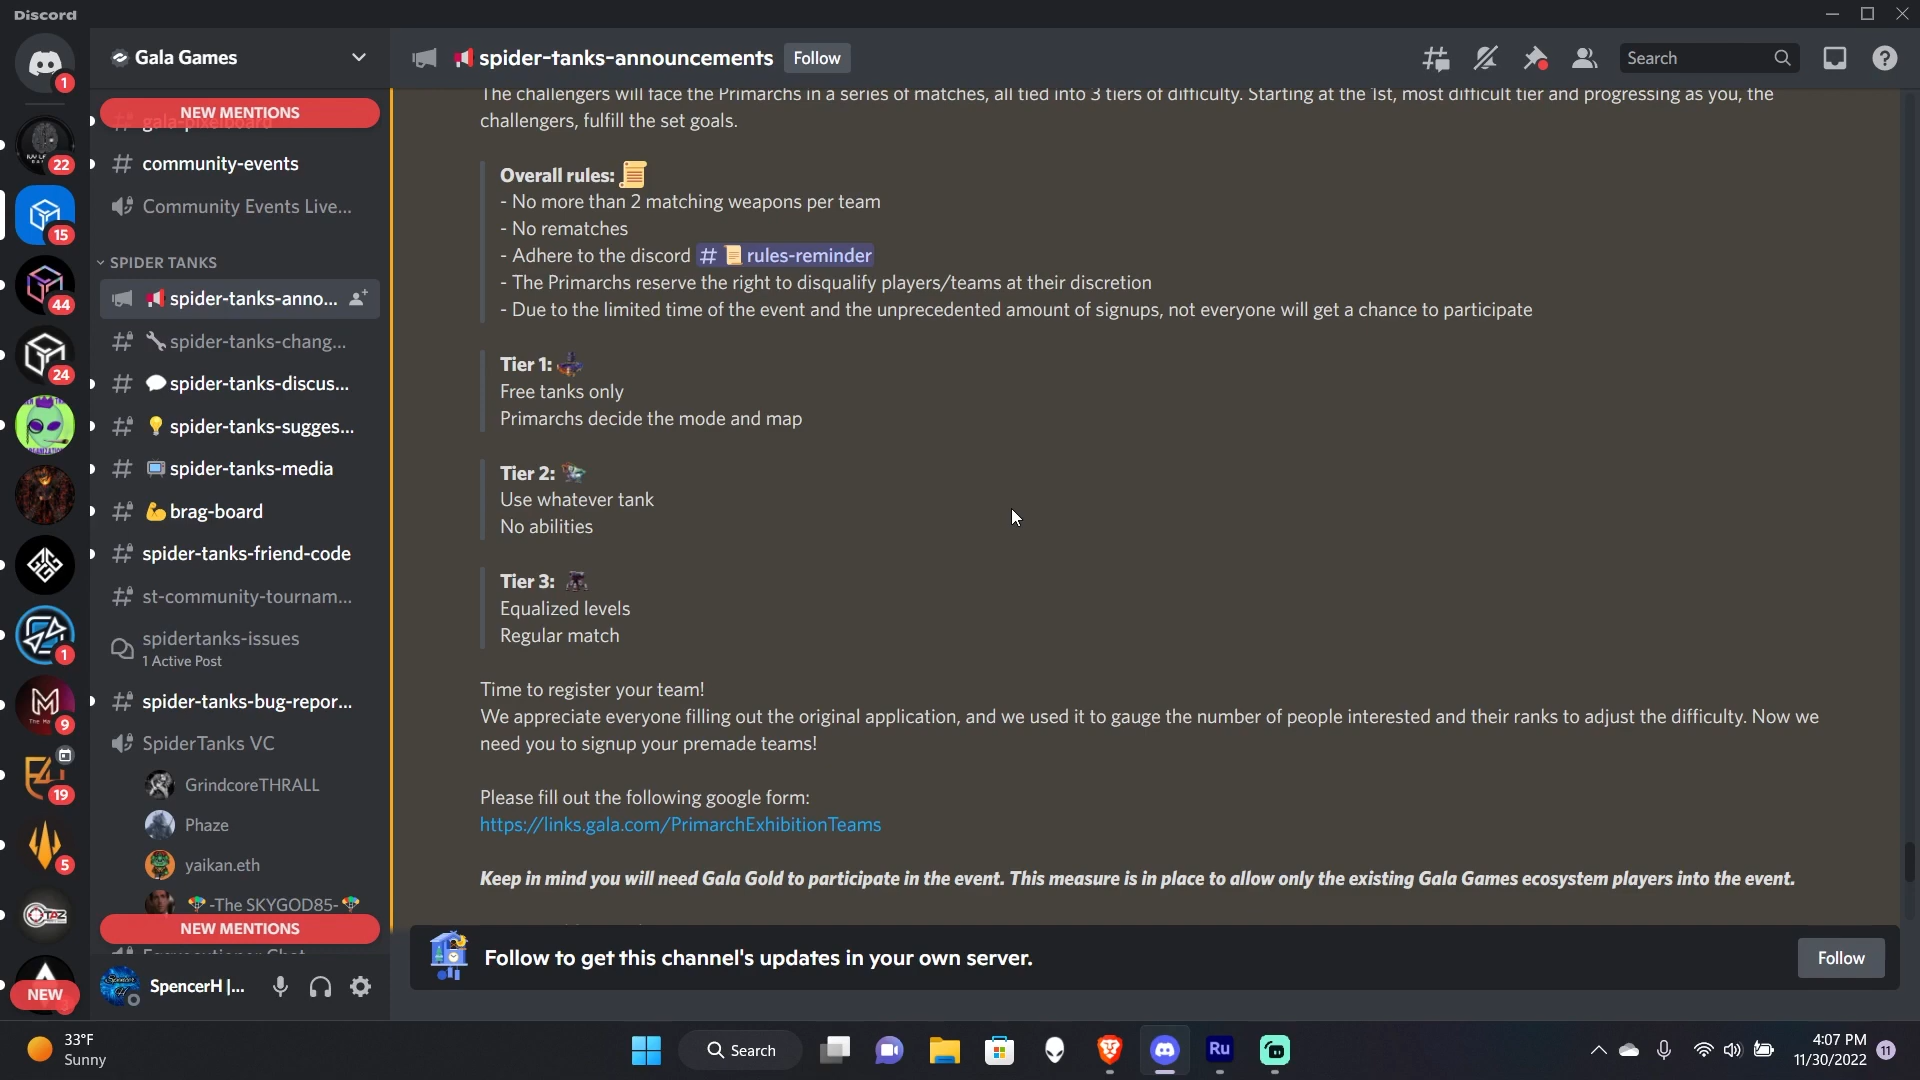 Discord
Gala Games
spider-tanks-announcements
Follow
Search
NEW MENTIONS
gala-pixelboard
community-events
Community Events Live...
SPIDER TANKS
spider-tanks-anno...
spider-tanks-chang...
spider-tanks-discus...
spider-tanks-sugges...
spider-tanks-media
brag-board
spider-tanks-friend-code
st-community-tournam...
spidertanks-issues
1 Active Post
spider-tanks-bug-repor...
SpiderTanks VC
GrindcoreTHRALL
Phaze
yaikan.eth
-The SKYGOD85-
NEW MENTIONS
SpencerH |...
1
22
15
44
24
1
9
19
5
NEW
The challengers will face the Primarchs in a series of matches, all tied into 3 tiers of difficulty. Starting at the 1st, most difficult tier and progressing as you, the
challengers, fulfill the set goals.
Overall rules:
- No more than 2 matching weapons per team
- No rematches
- Adhere to the discord # rules-reminder
- The Primarchs reserve the right to disqualify players/teams at their discretion
- Due to the limited time of the event and the unprecedented amount of signups, not everyone will get a chance to participate
Tier 1:
Free tanks only
Primarchs decide the mode and map
Tier 2:
Use whatever tank
No abilities
Tier 3:
Equalized levels
Regular match
Time to register your team!
We appreciate everyone filling out the original application, and we used it to gauge the number of people interested and their ranks to adjust the difficulty. Now we
need you to signup your premade teams!
Please fill out the following google form:
https://links.gala.com/PrimarchExhibitionTeams
Keep in mind you will need Gala Gold to participate in the event. This measure is in place to allow only the existing Gala Games ecosystem players into the event.
Follow to get this channel's updates in your own server.
Follow
33°F
Sunny
Search
Ru
4:07 PM
11/30/2022
11